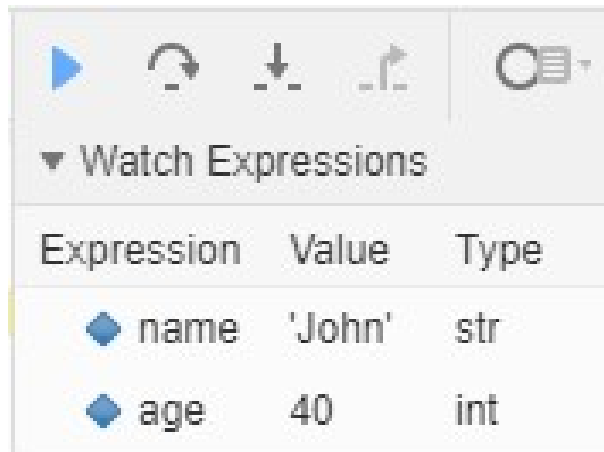 Watch Expressions
Expression Value Type
name 'John' str
age 40 int